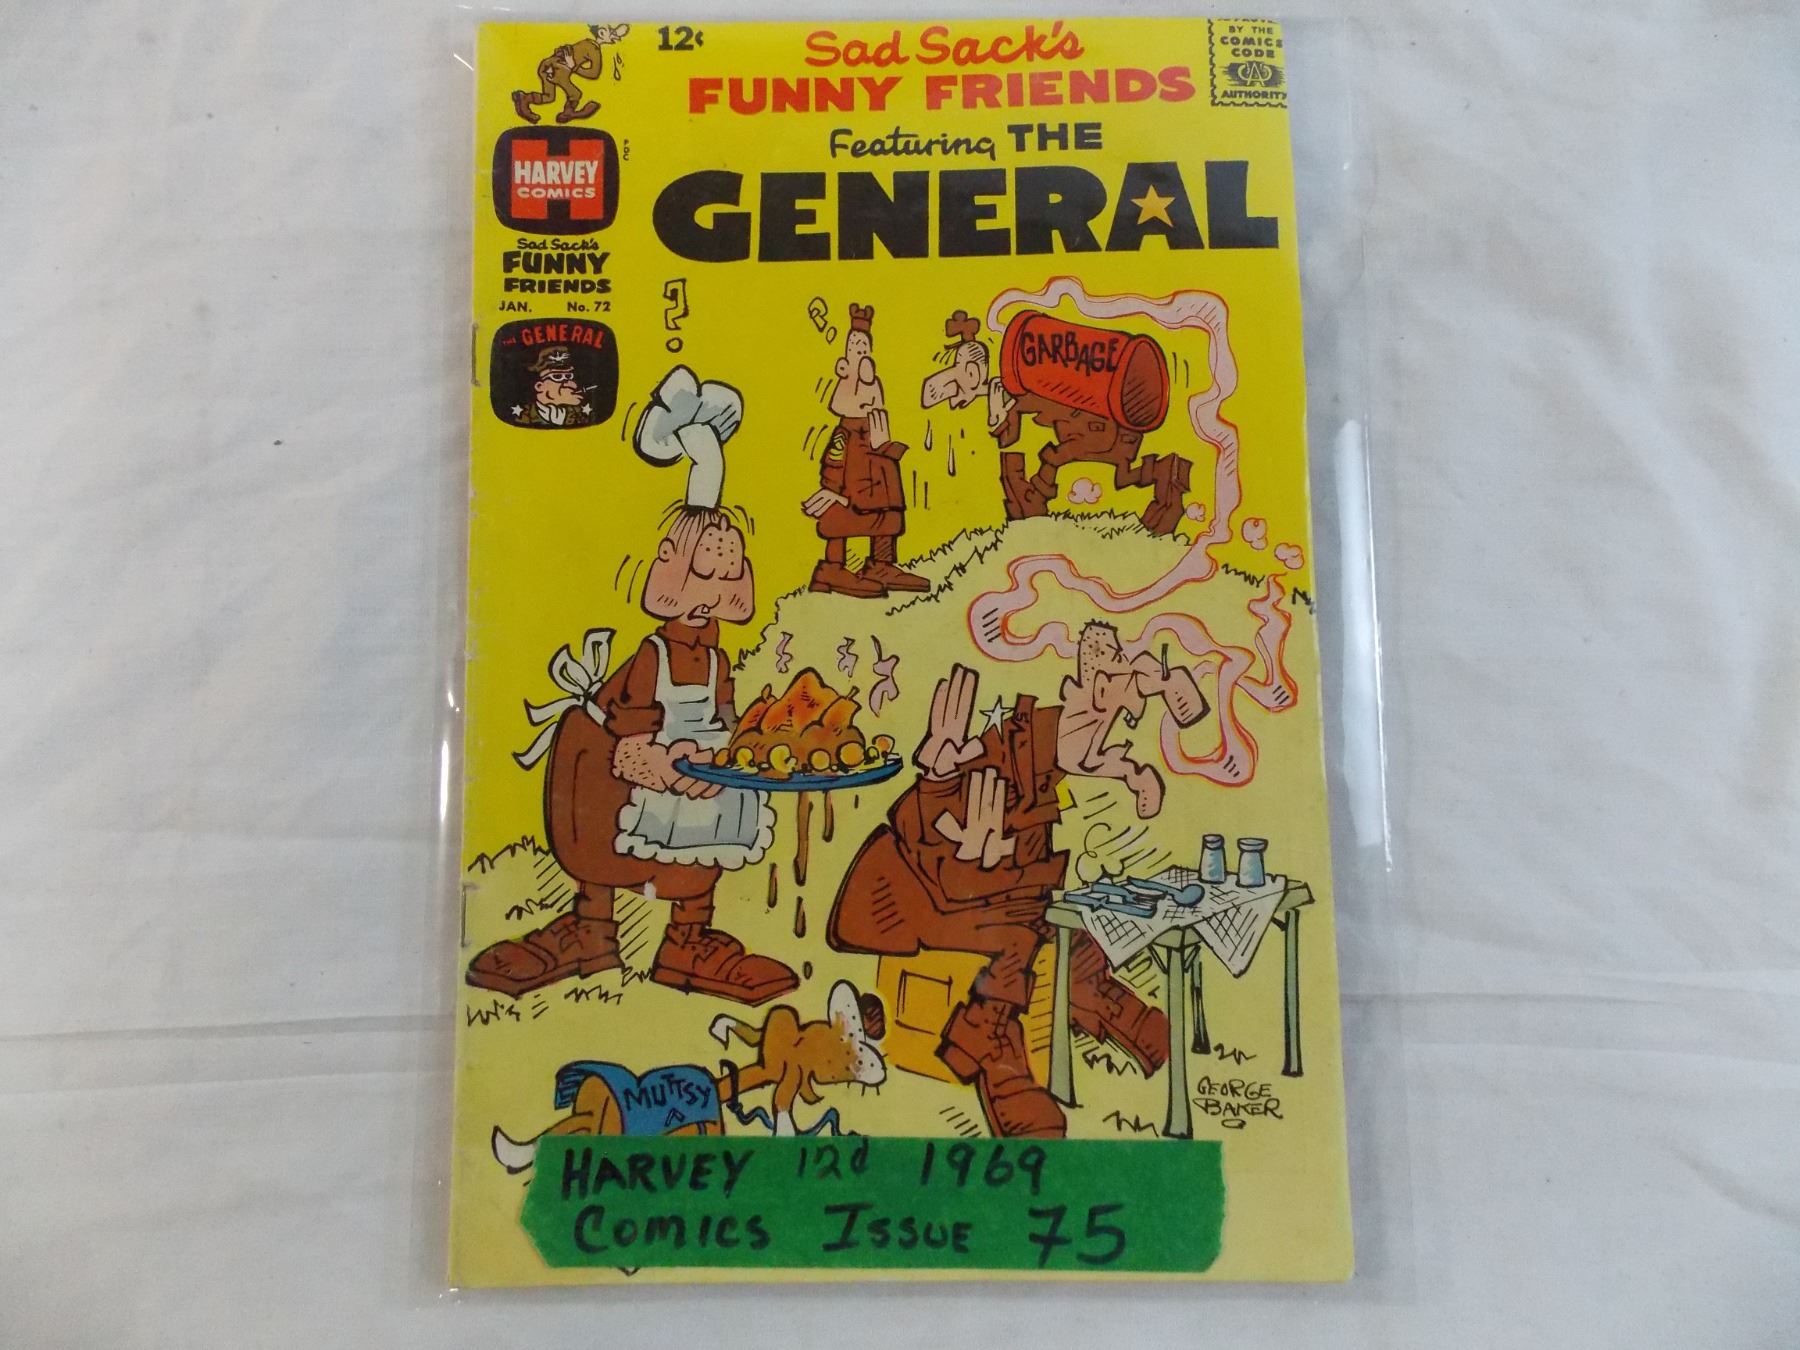 12¢
Sad Sack's
FUNNY FRIENDS
Featuring THE
GENERAL
BY THE
COMICS
CODE
AUTHORITY
HARVEY
COMICS
Sad Sack's
FUNNY
FRIENDS
JAN. No. 72
THE GENERAL
?
?
GARBAGE
MUTTSY
GEORGE
BAKER
HARVEY 12¢ 1969
COMICS ISSUE 75